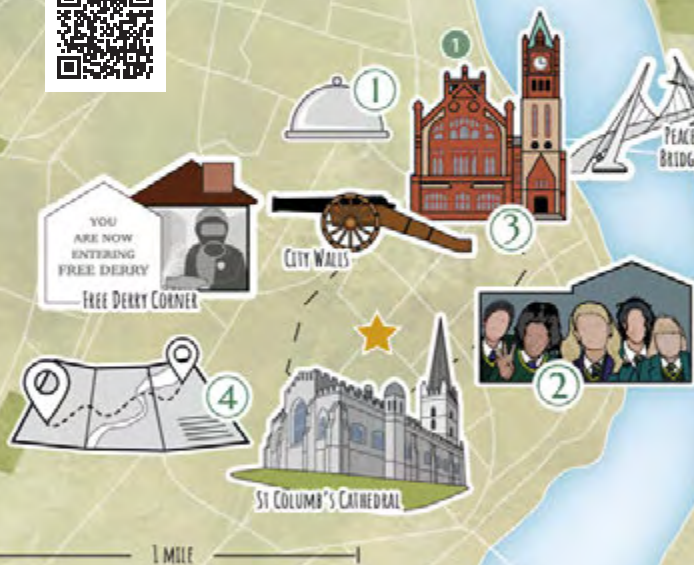 1
1
PEACE
BRIDG
YOU
ARE NOW
ENTERING
FREE DERRY
3
CITY WALLS
FREE DERRY CORNER
2
4
ST COLUMB'S CATHEDRAL
1 MILE